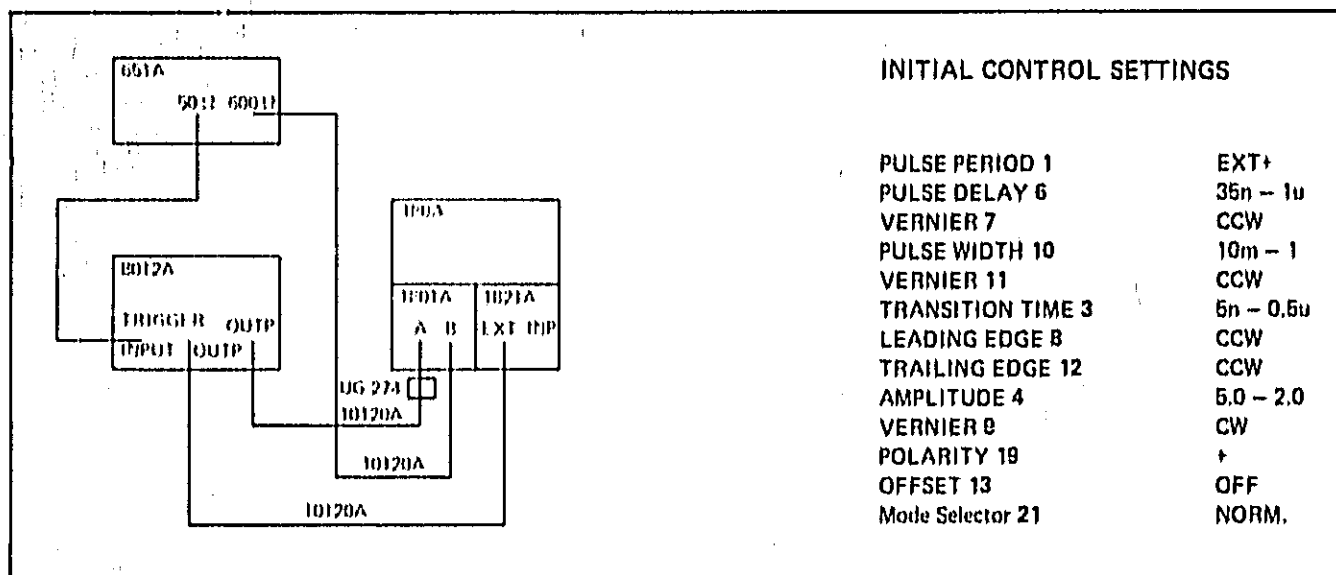 INITIAL CONTROL SETTINGS
651A
50Ω 600Ω
180A
8012A
1801A 1821A
TRIGGER OUTP
A B EXT INP
INPUT OUTP
UG 274
10120A
10120A
10120A
PULSE PERIOD 1 EXT+
PULSE DELAY 6 35n – 1u
VERNIER 7 CCW
PULSE WIDTH 10 10m – 1
VERNIER 11 CCW
TRANSITION TIME 3 5n – 0.5u
LEADING EDGE 8 CCW
TRAILING EDGE 12 CCW
AMPLITUDE 4 5.0 – 2.0
VERNIER 9 CW
POLARITY 19 +
OFFSET 13 OFF
Mode Selector 21 NORM.